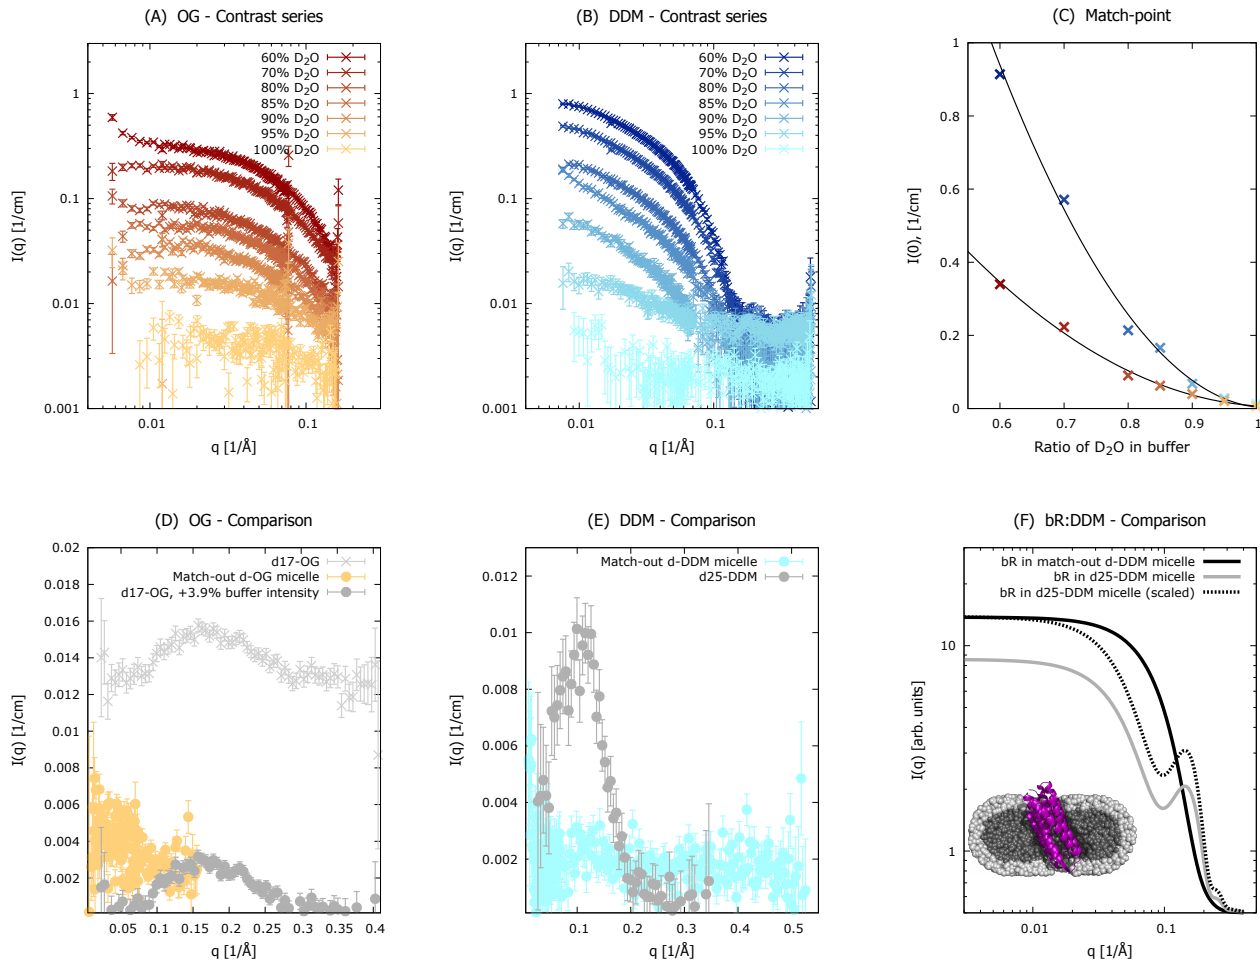 (A) OG - Contrast series
60% D2O
70% D2O
80% D2O
85% D2O
90% D2O
95% D2O
100% D2O
1
0.1
0.01
0.001
I(q) [1/cm]
0.01
0.1
q [1/Å]
(B) DDM - Contrast series
60% D2O
70% D2O
80% D2O
85% D2O
90% D2O
95% D2O
100% D2O
1
0.1
0.01
0.001
I(q) [1/cm]
0.01
0.1
q [1/Å]
(C) Match-point
1
0.8
0.6
0.4
0.2
0
I(0), [1/cm]
0.6
0.7
0.8
0.9
1
Ratio of D2O in buffer
(D) OG - Comparison
d17-OG
Match-out d-OG micelle
d17-OG, +3.9% buffer intensity
0.02
0.018
0.016
0.014
0.012
0.01
0.008
0.006
0.004
0.002
I(q) [1/cm]
0.05
0.1
0.15
0.2
0.25
0.3
0.35
0.4
q [1/Å]
(E) DDM - Comparison
Match-out d-DDM micelle
d25-DDM
0.012
0.01
0.008
0.006
0.004
0.002
I(q) [1/cm]
0.1
0.2
0.3
0.4
0.5
q [1/Å]
(F) bR:DDM - Comparison
bR in match-out d-DDM micelle
bR in d25-DDM micelle
bR in d25-DDM micelle (scaled)
10
1
I(q) [arb. units]
0.01
0.1
q [1/Å]